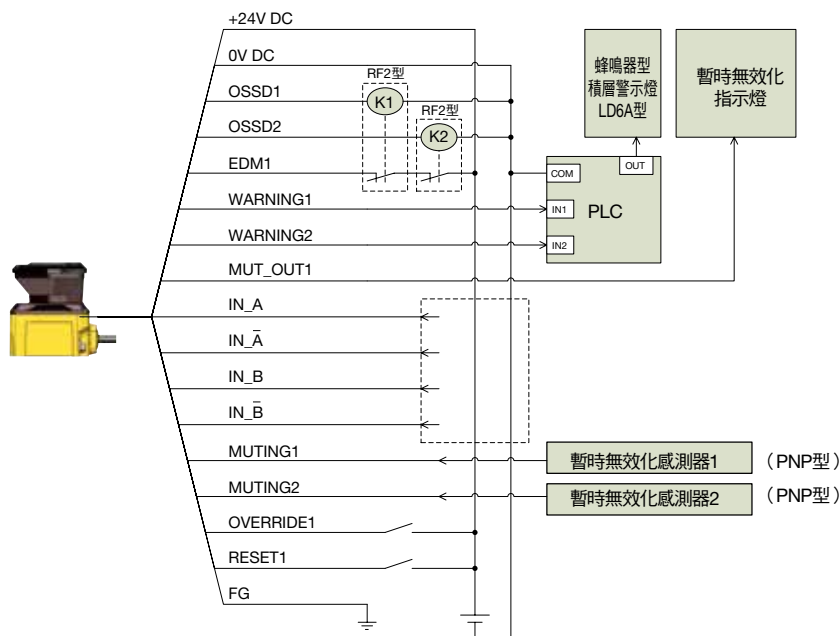 +24V DC
0V DC
RF2型
OSSD1
K1
RF2型
OSSD2
K2
EDM1
WARNING1
WARNING2
MUT_OUT1
IN_A
IN_A̅
IN_B
IN_B̅
MUTING1
MUTING2
OVERRIDE1
RESET1
FG
蜂鳴器型
積層警示燈
LD6A型
暫時無效化
指示燈
OUT
COM
IN1
PLC
IN2
暫時無效化感測器1 （PNP型）
暫時無效化感測器2 （PNP型）